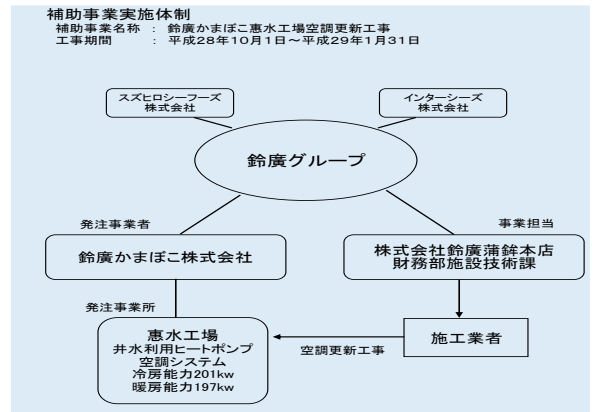 補助事業実施体制
補助事業名称 : 鈴廣かまぼこ惠水工場空調更新工事
工事期間 : 平成28年10月1日～平成29年1月31日
スズヒロシーフーズ
株式会社
インターシーズ
株式会社
鈴廣グループ
発注事業者
事業担当
鈴廣かまぼこ株式会社
株式会社鈴廣蒲鉾本店
財務部施設技術課
発注事業所
惠水工場
井水利用ヒートポンプ
空調システム
冷房能力201kw
暖房能力197kw
空調更新工事
施工業者